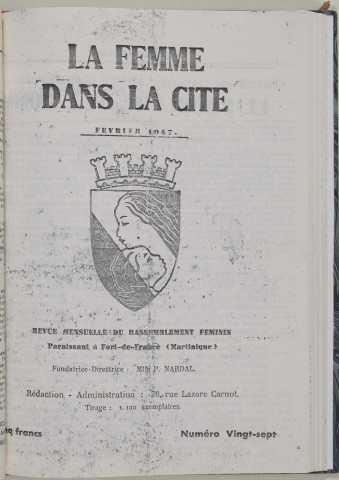 LA FEMME
DANS LA CITE
FEVRIER 1947.
REVUE MENSUELLE DU RASSEMBLEMENT FEMININ
Paraissant à Fort-de-France (Martinique)
Fondatrice-Directrice : Mlle P. NARDAL.
Rédaction - Administration : 76, rue Lazare Carnot.
Tirage : 1.100 exemplaires.
nq francs Numéro Vingt-sept